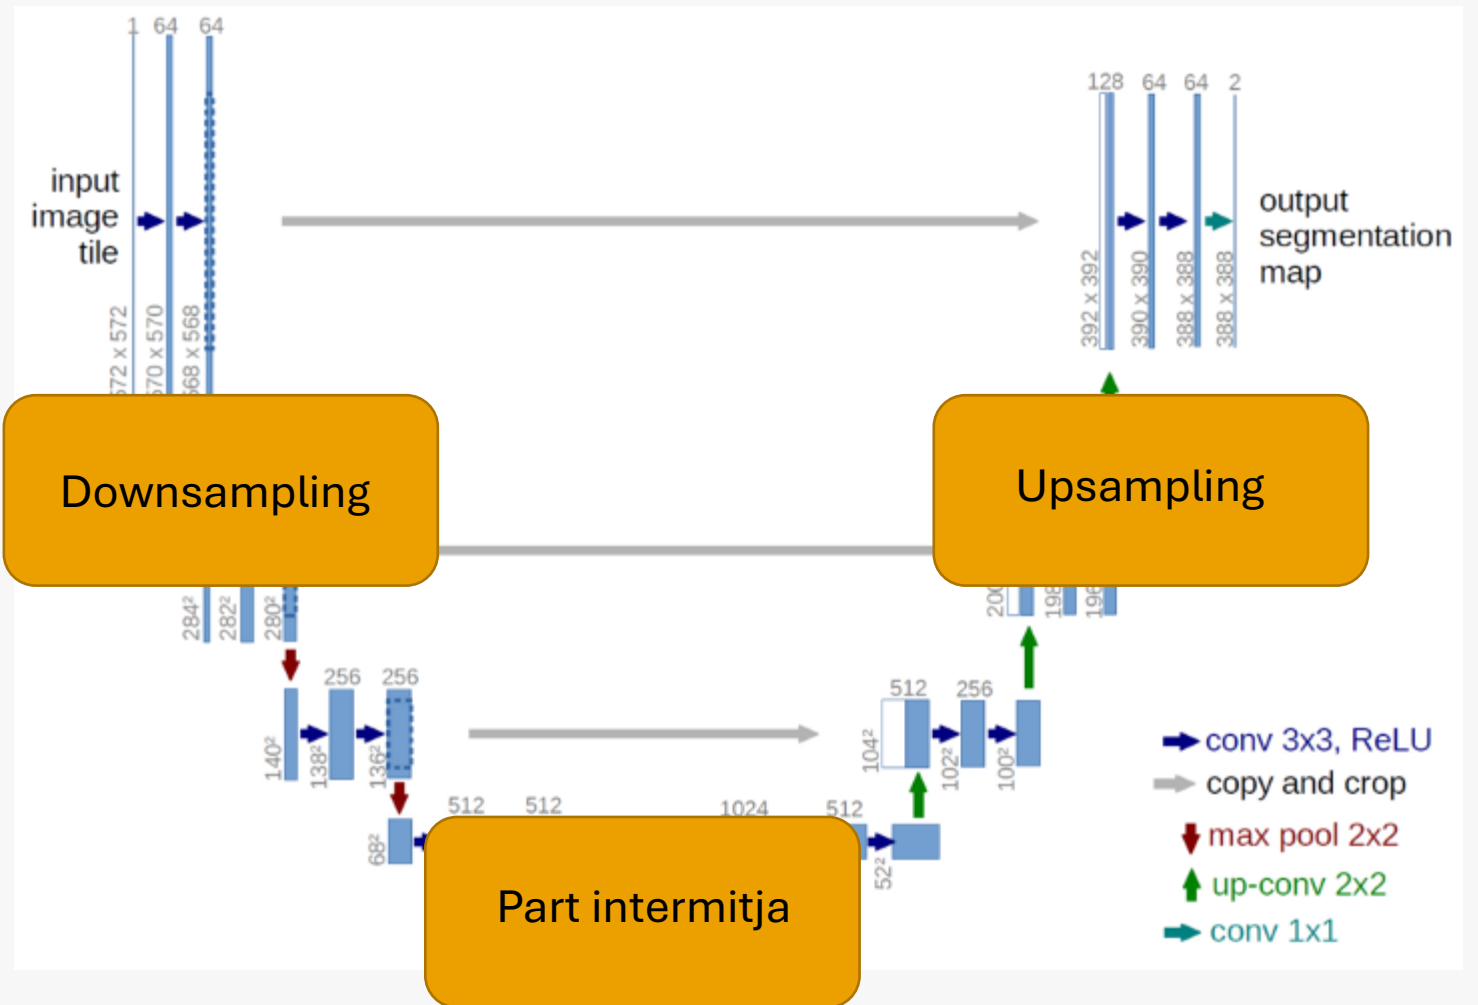 1 64 64
128 64 64 2
input
image
tile
output
segmentation
map
572 x 572
570 x 570
568 x 568
392 x 392
390 x 390
388 x 388
388 x 388
Downsampling
Upsampling
284²
282²
280²
198
196
256 256
512 256
140²
138²
136²
104²
102²
100²
conv 3x3, ReLU
copy and crop
max pool 2x2
up-conv 2x2
conv 1x1
512 512 1024 512
68²
52²
Part intermitja